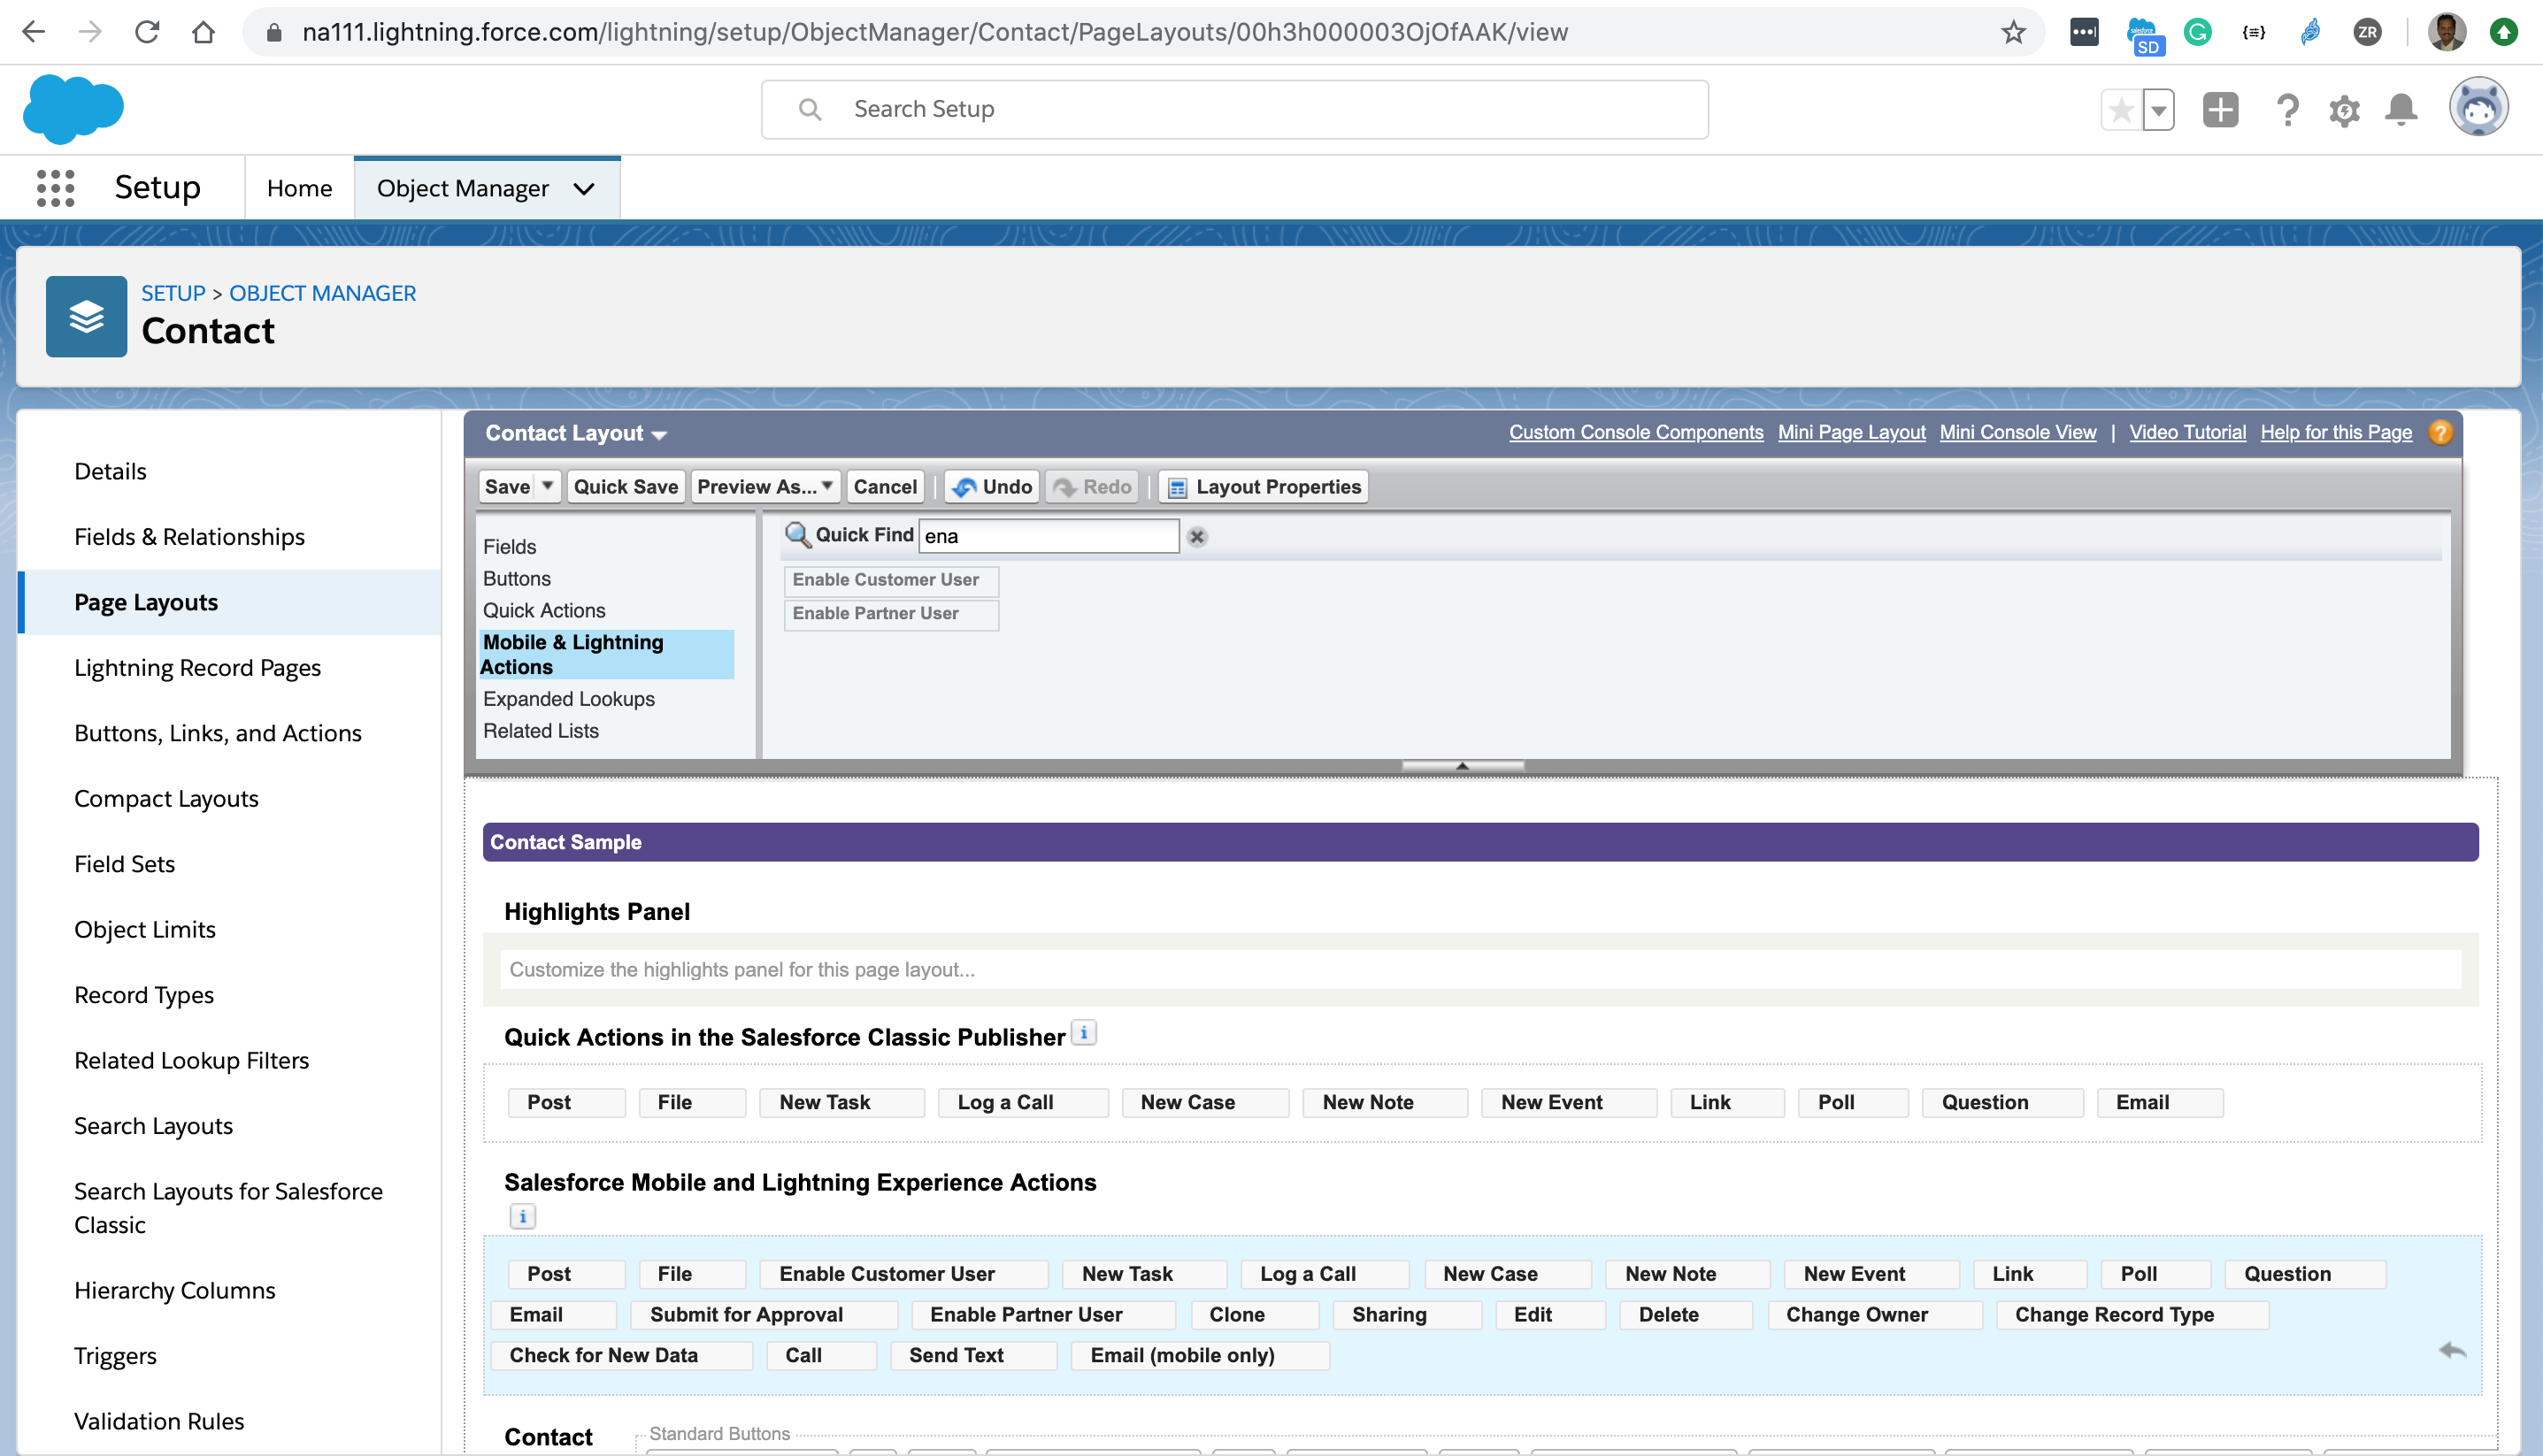 na111.lightning.force.com/lightning/setup/ObjectManager/Contact/PageLayouts/00h3h000003OjOfAAK/view
SD
ZR
salesforce
Search Setup
Setup
Home
Object Manager
SETUP > OBJECT MANAGER
Contact
Details
Fields & Relationships
Page Layouts
Lightning Record Pages
Buttons, Links, and Actions
Compact Layouts
Field Sets
Object Limits
Record Types
Related Lookup Filters
Search Layouts
Search Layouts for Salesforce
Classic
Hierarchy Columns
Triggers
Validation Rules
Contact Layout
Custom Console Components Mini Page Layout Mini Console View | Video Tutorial Help for this Page ?
Save Quick Save Preview As... Cancel Undo Redo Layout Properties
Fields
Buttons
Quick Actions
Mobile & Lightning
Actions
Expanded Lookups
Related Lists
Quick Find ena
Enable Customer User
Enable Partner User
Contact Sample
Highlights Panel
Customize the highlights panel for this page layout...
Quick Actions in the Salesforce Classic Publisher i
Post File New Task Log a Call New Case New Note New Event Link Poll Question Email
Salesforce Mobile and Lightning Experience Actions
i
Post File Enable Customer User New Task Log a Call New Case New Note New Event Link Poll Question
Email Submit for Approval Enable Partner User Clone Sharing Edit Delete Change Owner Change Record Type
Check for New Data Call Send Text Email (mobile only)
Contact
Standard Buttons